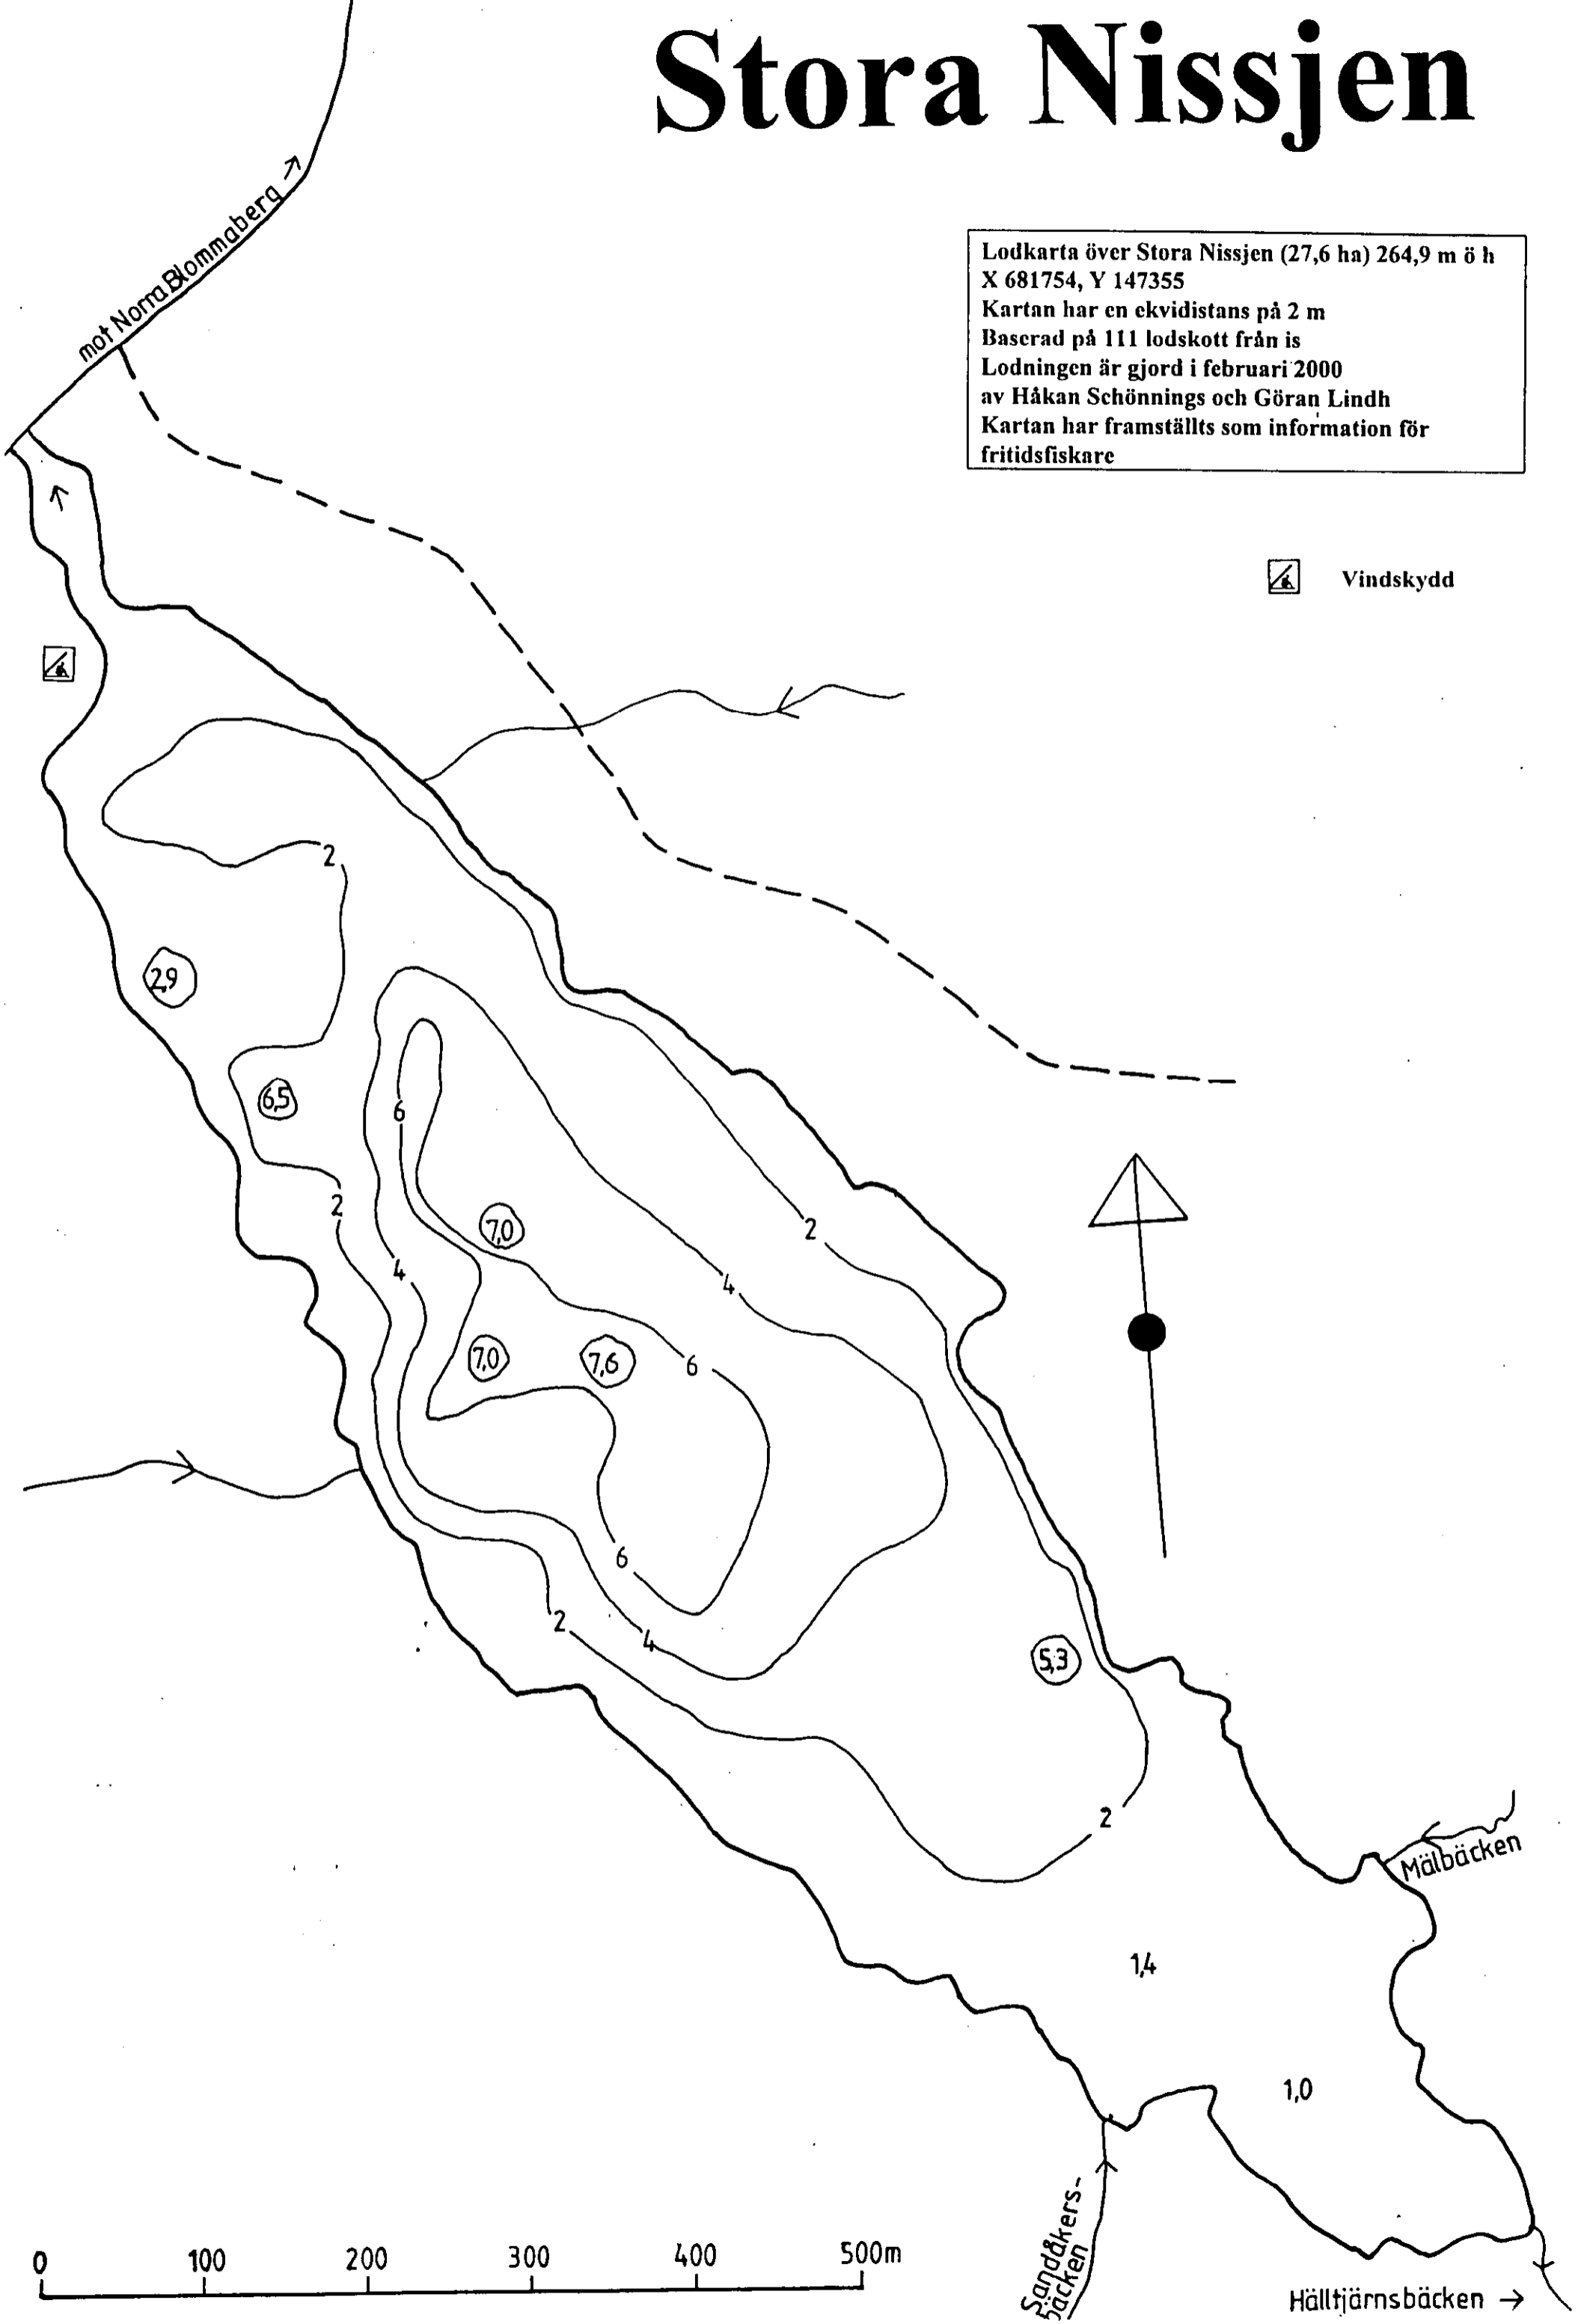 Stora Nissjen
mot Norra Blommaberg
Lodkarta över Stora Nissjen (27,6 ha) 264,9 m ö h
X 681754, Y 147355
Kartan har en ekvidistans på 2 m
Baserad på 111 lodskott från is
Lodningen är gjord i februari 2000
av Håkan Schönnings och Göran Lindh
Kartan har framställts som information för
fritidsfiskare
Vindskydd
2
2,9
6,5
6
2
7,0
2
4
4
7,0
7,6
6
6
2
4
5,3
2
Mälbäcken
1,4
1,0
Sandåkers-
bäcken
0 100 200 300 400 500m
Hälltjärnsbäcken →